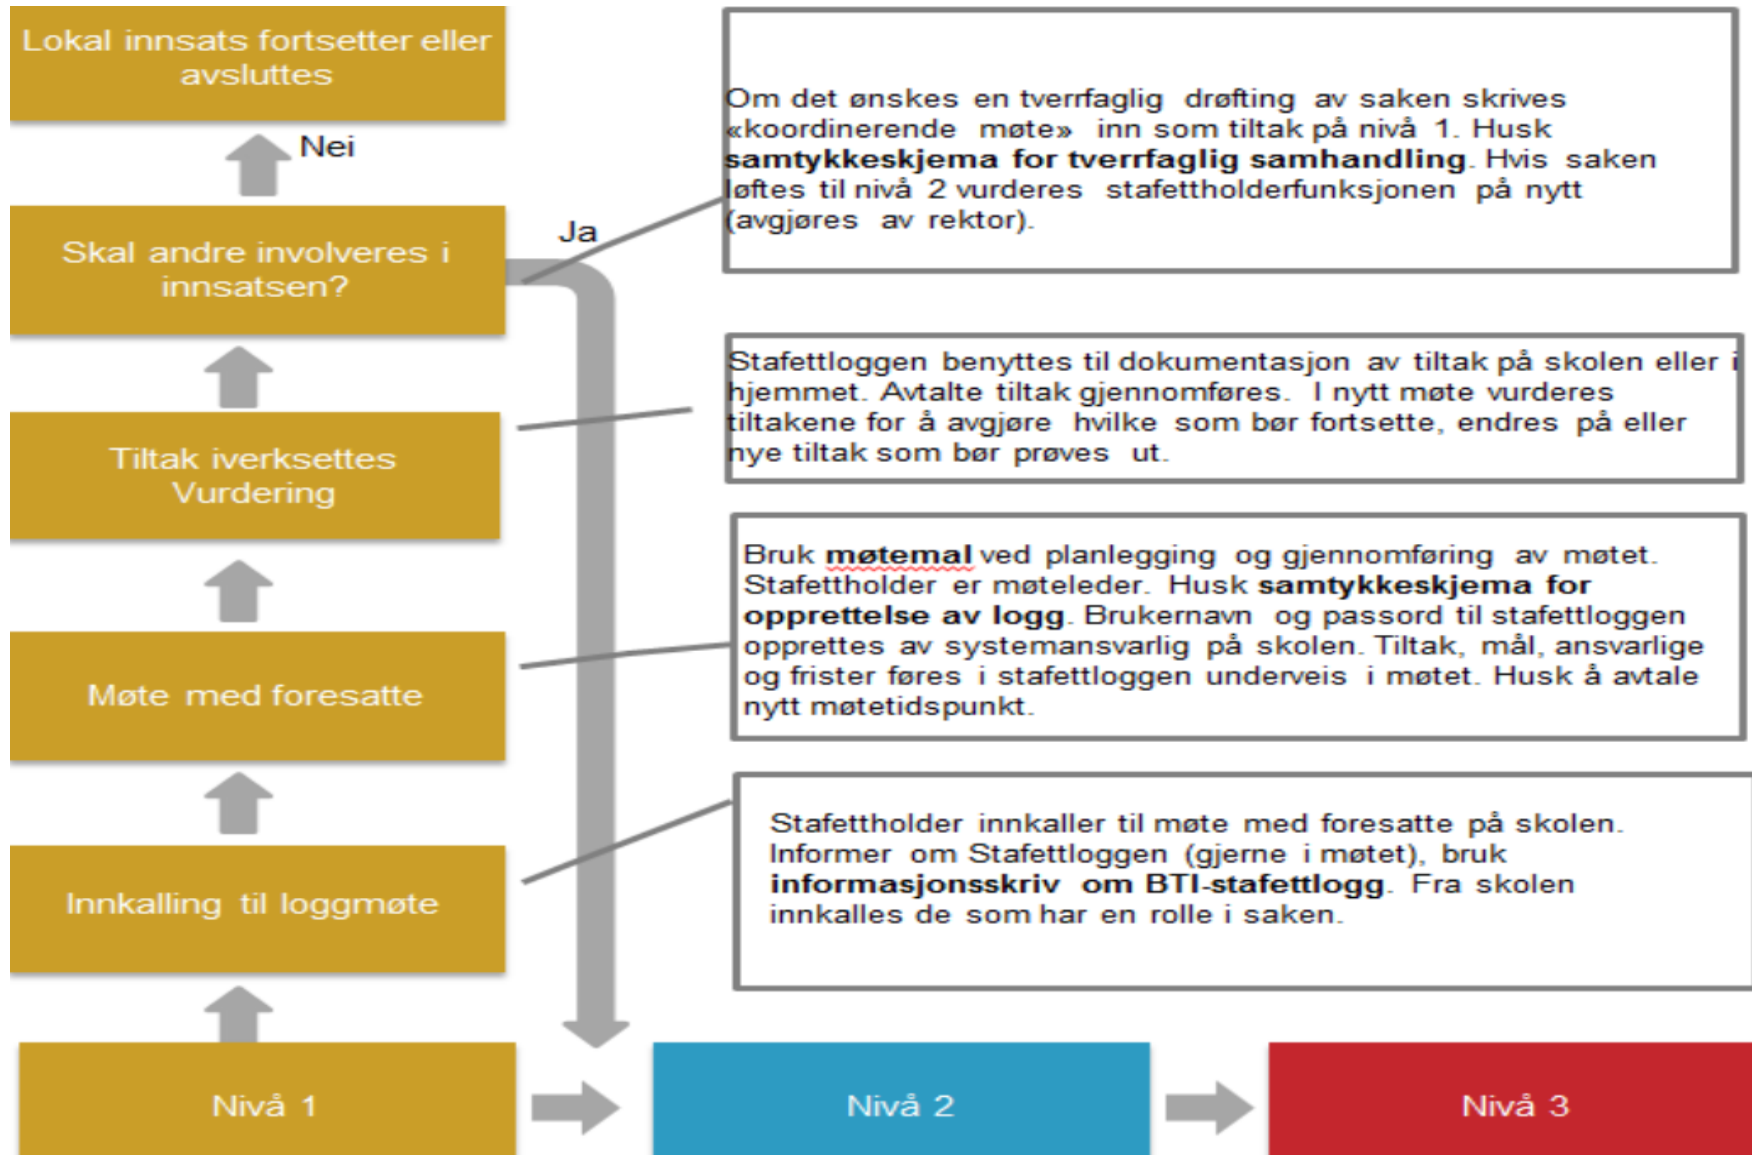 Lokal innsats fortsetter eller
avsluttes
Nei
Om det ønskes en tverrfaglig drøfting av saken skrives
«koordinerende møte» inn som tiltak på nivå 1. Husk
samtykkeskjema for tverrfaglig samhandling. Hvis saken
løftes til nivå 2 vurderes stafettholderfunksjonen på nytt
(avgjøres av rektor).
Skal andre involveres i
innsatsen?
Ja
Stafettloggen benyttes til dokumentasjon av tiltak på skolen eller i
hjemmet. Avtalte tiltak gjennomføres. I nytt møte vurderes
tiltakene for å avgjøre hvilke som bør fortsette, endres på eller
nye tiltak som bør prøves ut.
Tiltak iverksettes
Vurdering
Bruk møtemal ved planlegging og gjennomføring av møtet.
Stafettholder er møteleder. Husk samtykkeskjema for
opprettelse av logg. Brukernavn og passord til stafettloggen
opprettes av systemansvarlig på skolen. Tiltak, mål, ansvarlige
og frister føres i stafettloggen underveis i møtet. Husk å avtale
nytt møtetidspunkt.
Møte med foresatte
Stafettholder innkaller til møte med foresatte på skolen.
Informer om Stafettloggen (gjerne i møtet), bruk
informasjonsskriv om BTI-stafettlogg. Fra skolen
innkalles de som har en rolle i saken.
Innkalling til loggmøte
Nivå 1
Nivå 2
Nivå 3